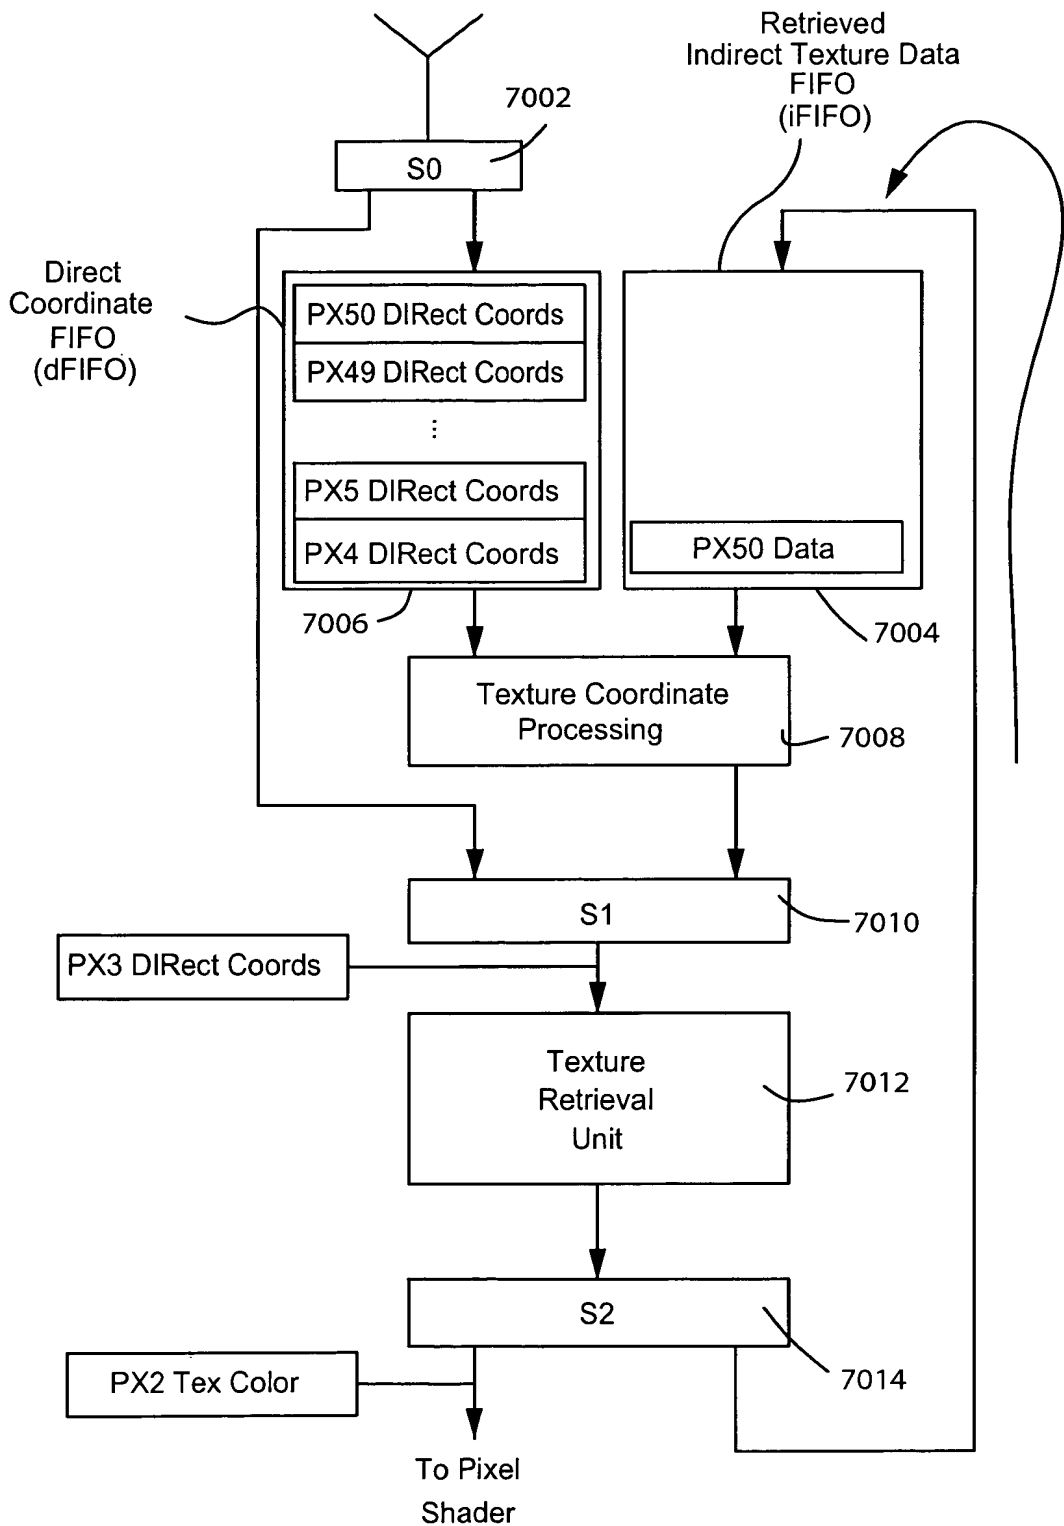 Retrieved
Indirect Texture Data
FIFO
(iFIFO)
7002
S0
Direct
Coordinate
FIFO
(dFIFO)
PX50 DIRect Coords
PX49 DIRect Coords
...
PX5 DIRect Coords
PX4 DIRect Coords
PX50 Data
7006
7004
Texture Coordinate
Processing
7008
S1
7010
PX3 DIRect Coords
Texture
Retrieval
Unit
7012
S2
7014
PX2 Tex Color
To Pixel
Shader